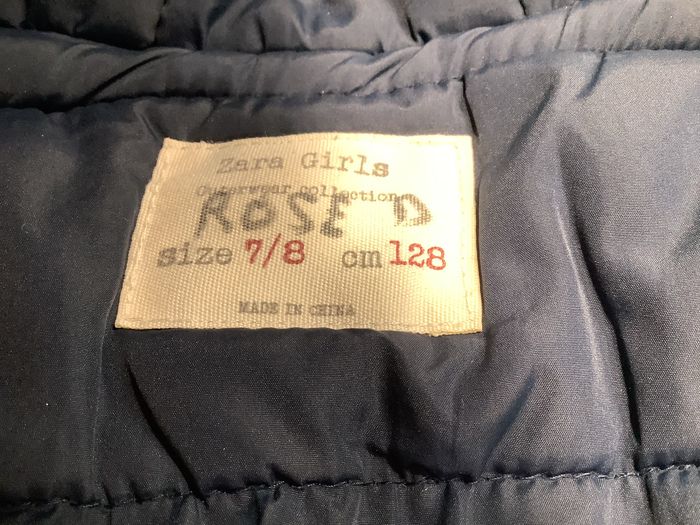 Zara Girls
Outerwear collection
ROSE D
size 7/8 cm 128
MADE IN CHINA